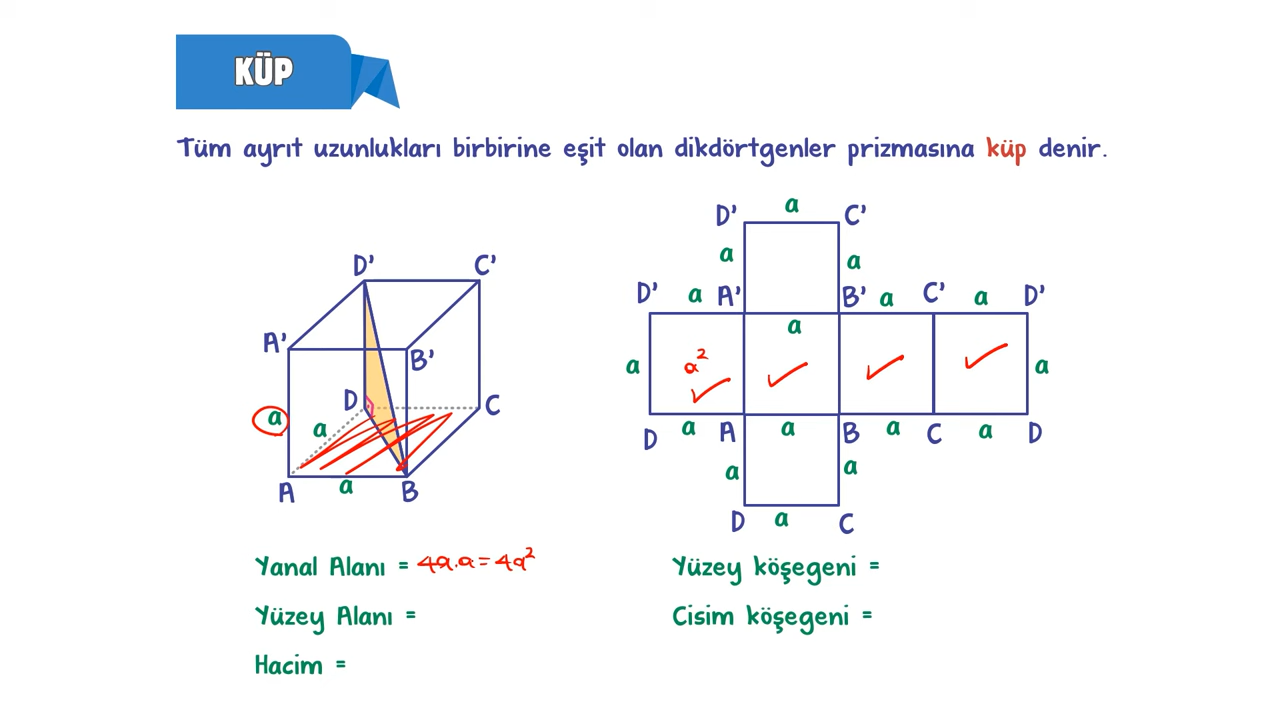 KÜP
Tüm ayrıt uzunlukları birbirine eşit olan dikdörtgenler prizmasına küp denir.
D' a C'
a a
D' C'
D' a A' B' a C' a D'
a
A' B'
a² a a
D C
a a
D a A a B a C a D
a a
A a B
D a C
Yanal Alanı = 4a.a = 4a²
Yüzey köşegeni =
Yüzey Alanı =
Cisim köşegeni =
Hacim =